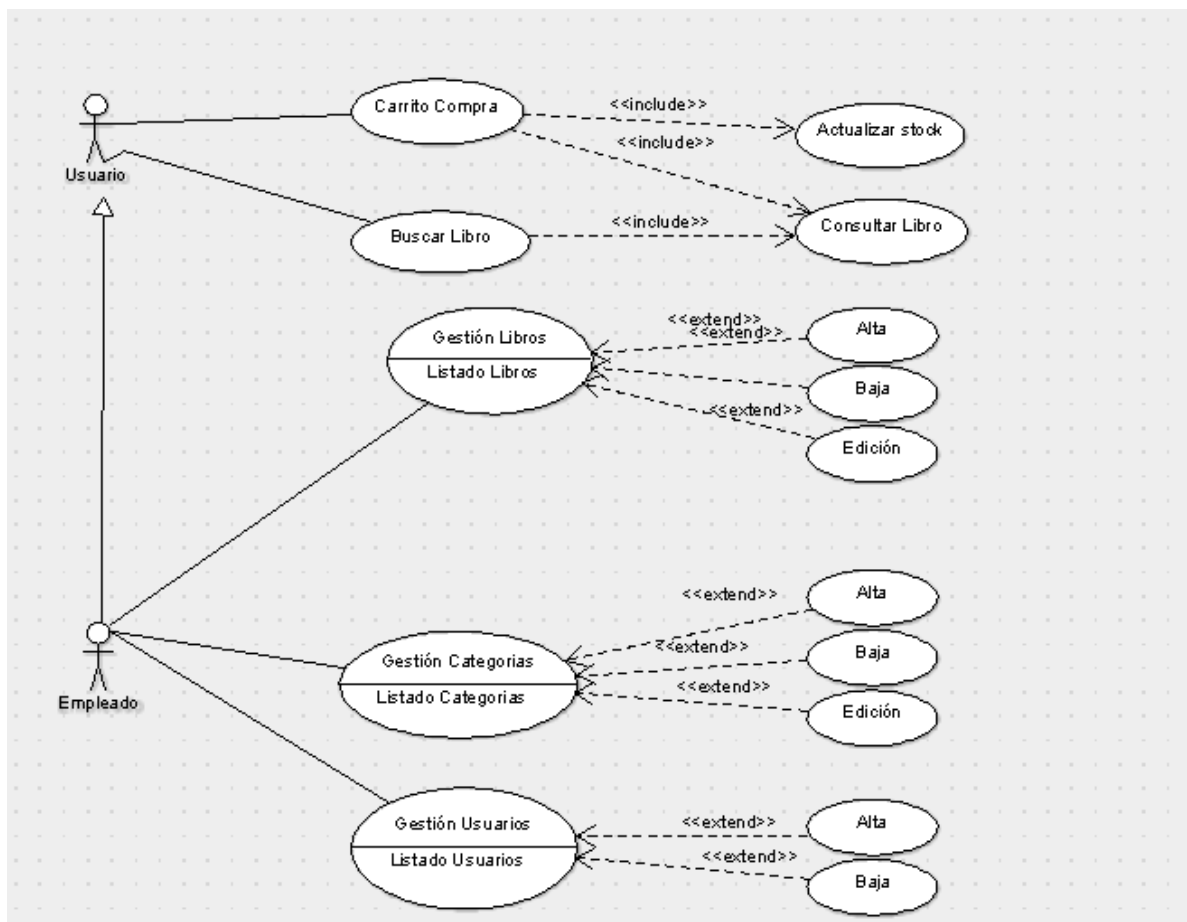 Carrito Compra
<<include>>
Actualizar stock
<<include>>
Usuario
Buscar Libro
<<include>>
Consultar Libro
Gestión Libros
Listado Libros
<<extend>>
<<extend>>
<<extend>>
Alta
Baja
Edición
Empleado
Gestión Categorias
Listado Categorias
<<extend>>
<<extend>>
<<extend>>
Alta
Baja
Edición
Gestión Usuarios
Listado Usuarios
<<extend>>
<<extend>>
Alta
Baja